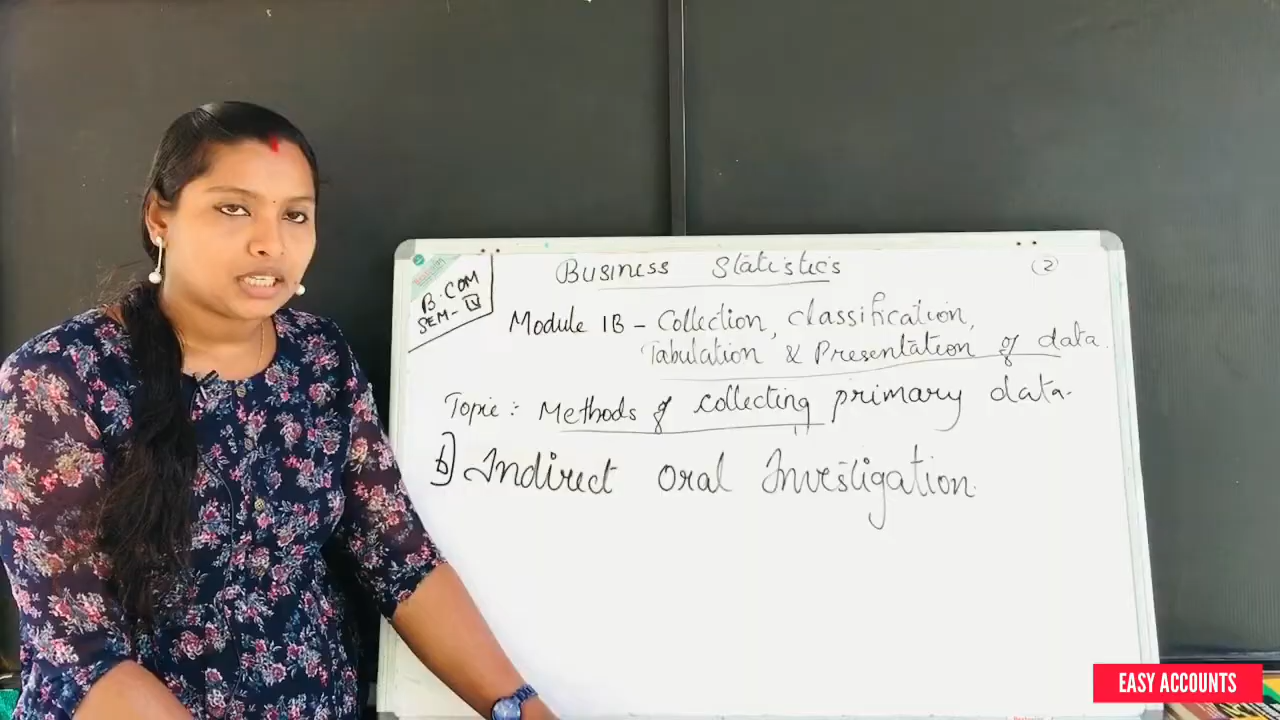 B.COM
SEM- IV
Business Statistics
2
Module 1B - Collection, classification,
Tabulation & Presentation of data.
Topic :- Methods of collecting primary data.
b] Indirect Oral Investigation.
EASY ACCOUNTS